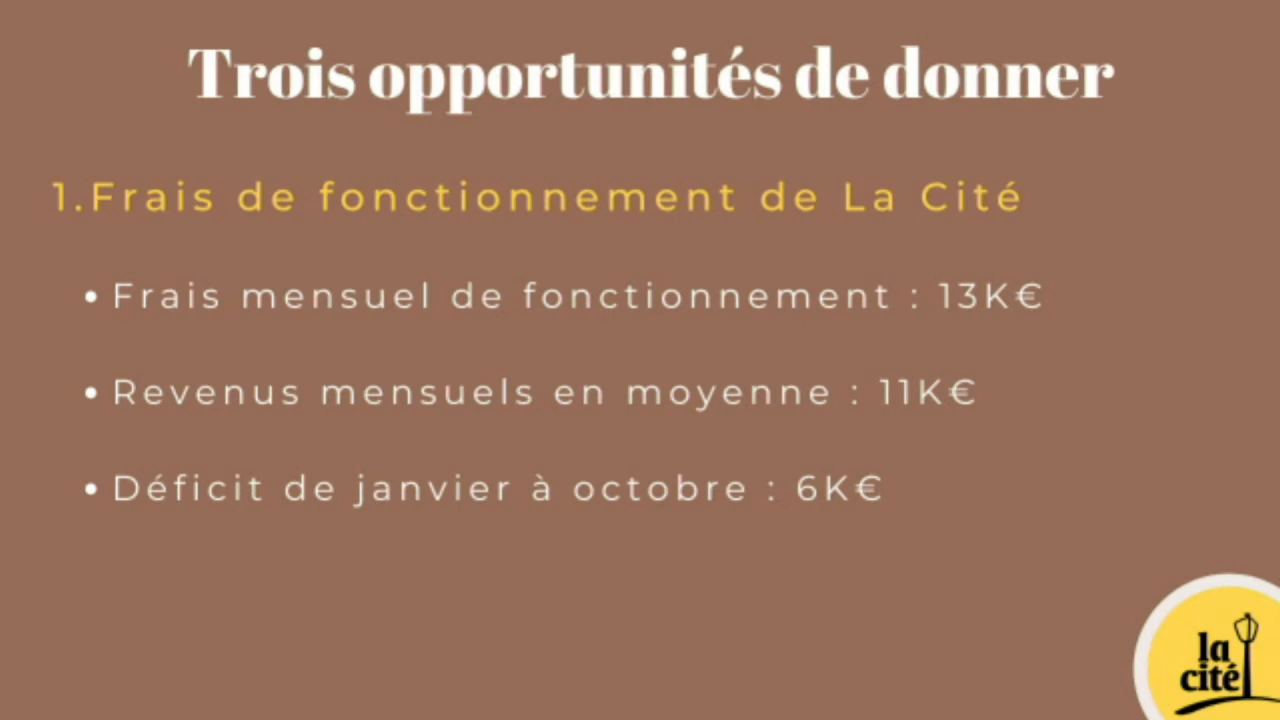 Trois opportunités de donner
1.Frais de fonctionnement de La Cité
• Frais mensuel de fonctionnement : 13K€
• Revenus mensuels en moyenne : 11K€
• Déficit de janvier à octobre : 6K€
la
cité